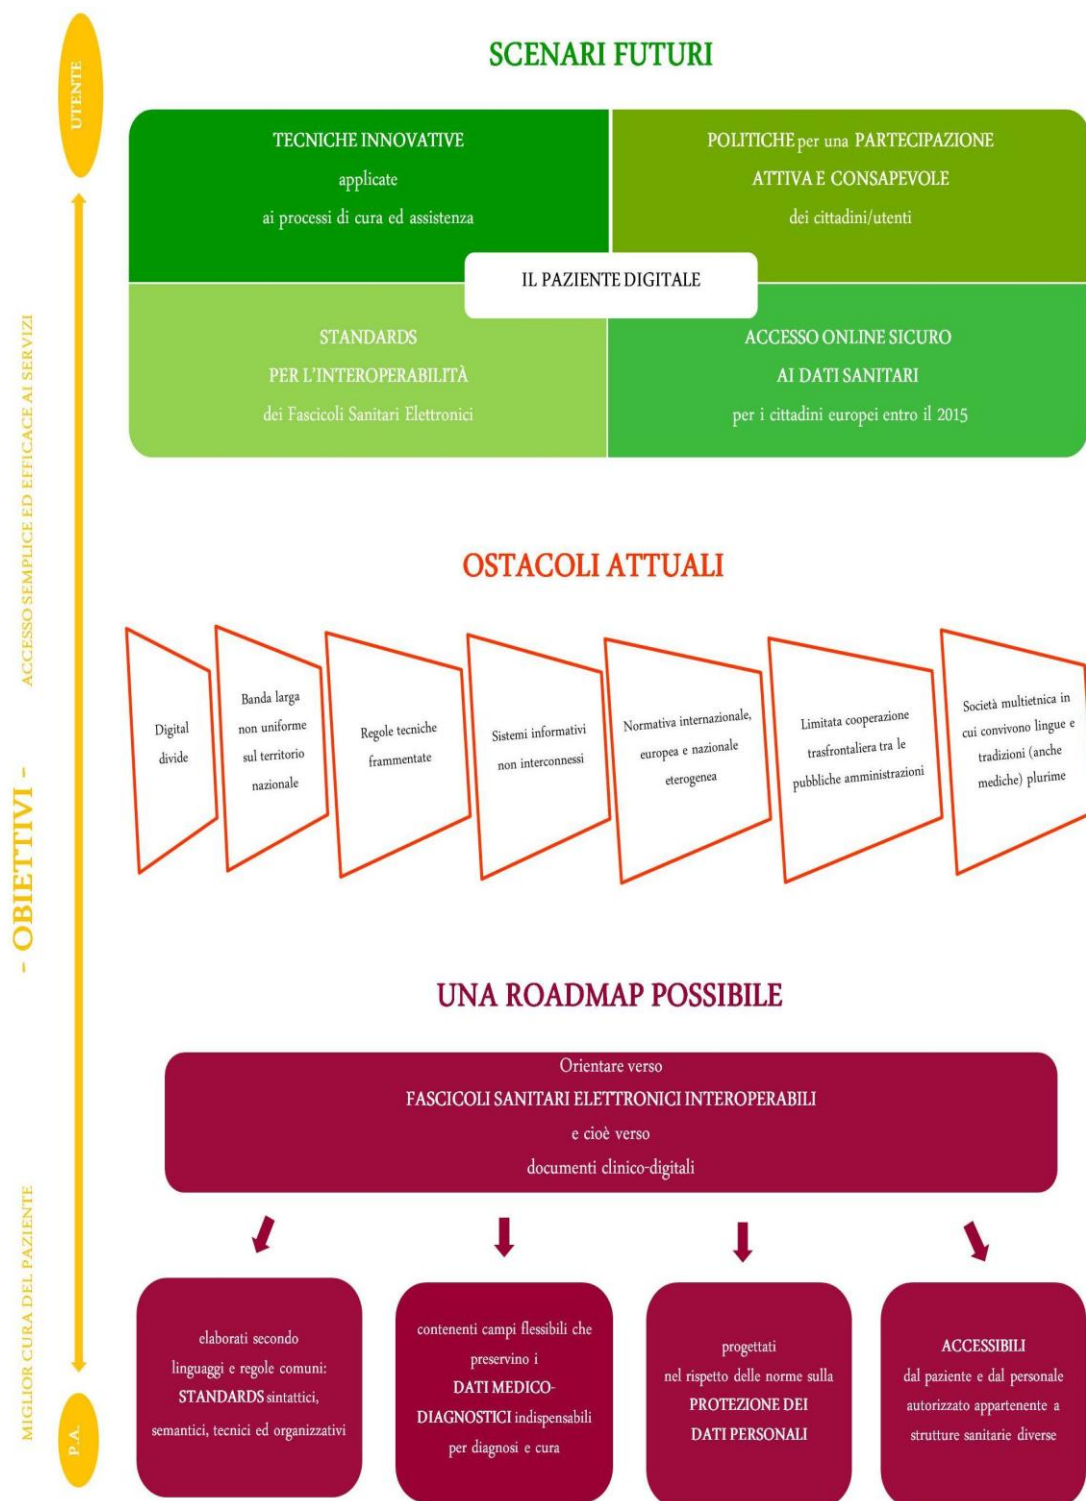 UTENTE
ACCESSO SEMPLICE ED EFFICACE AI SERVIZI
- OBIETTIVI -
MIGLIOR CURA DEL PAZIENTE
P.A.
SCENARI FUTURI
TECNICHE INNOVATIVE
applicate
ai processi di cura ed assistenza
POLITICHE per una PARTECIPAZIONE
ATTIVA E CONSAPEVOLE
dei cittadini/utenti
IL PAZIENTE DIGITALE
STANDARDS
PER L'INTEROPERABILITÀ
dei Fascicoli Sanitari Elettronici
ACCESSO ONLINE SICURO
AI DATI SANITARI
per i cittadini europei entro il 2015
OSTACOLI ATTUALI
Digital
divide
Banda larga
non uniforme
sul territorio
nazionale
Regole tecniche
frammentate
Sistemi informativi
non interconnessi
Normativa internazionale,
europea e nazionale
eterogenea
Limitata cooperazione
trasfrontaliera tra le
pubbliche amministrazioni
Società multietnica in
cui convivono lingue e
tradizioni (anche
mediche) plurime
UNA ROADMAP POSSIBILE
Orientare verso
FASCICOLI SANITARI ELETTRONICI INTEROPERABILI
e cioè verso
documenti clinico-digitali
elaborati secondo
linguaggi e regole comuni:
STANDARDS sintattici,
semantici, tecnici ed organizzativi
contenenti campi flessibili che
preservino i
DATI MEDICO-
DIAGNOSTICI indispensabili
per diagnosi e cura
progettati
nel rispetto delle norme sulla
PROTEZIONE DEI
DATI PERSONALI
ACCESSIBILI
dal paziente e dal personale
autorizzato appartenente a
strutture sanitarie diverse